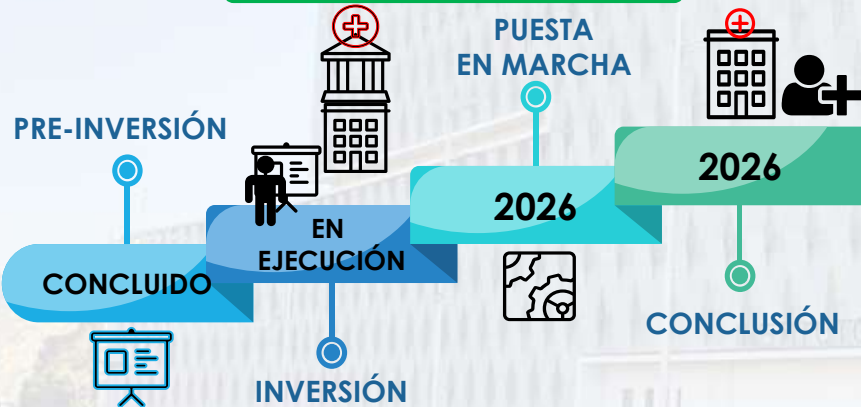 PRE-INVERSIÓN
CONCLUIDO
EN
EJECUCIÓN
INVERSIÓN
PUESTA
EN MARCHA
2026
2026
CONCLUSIÓN